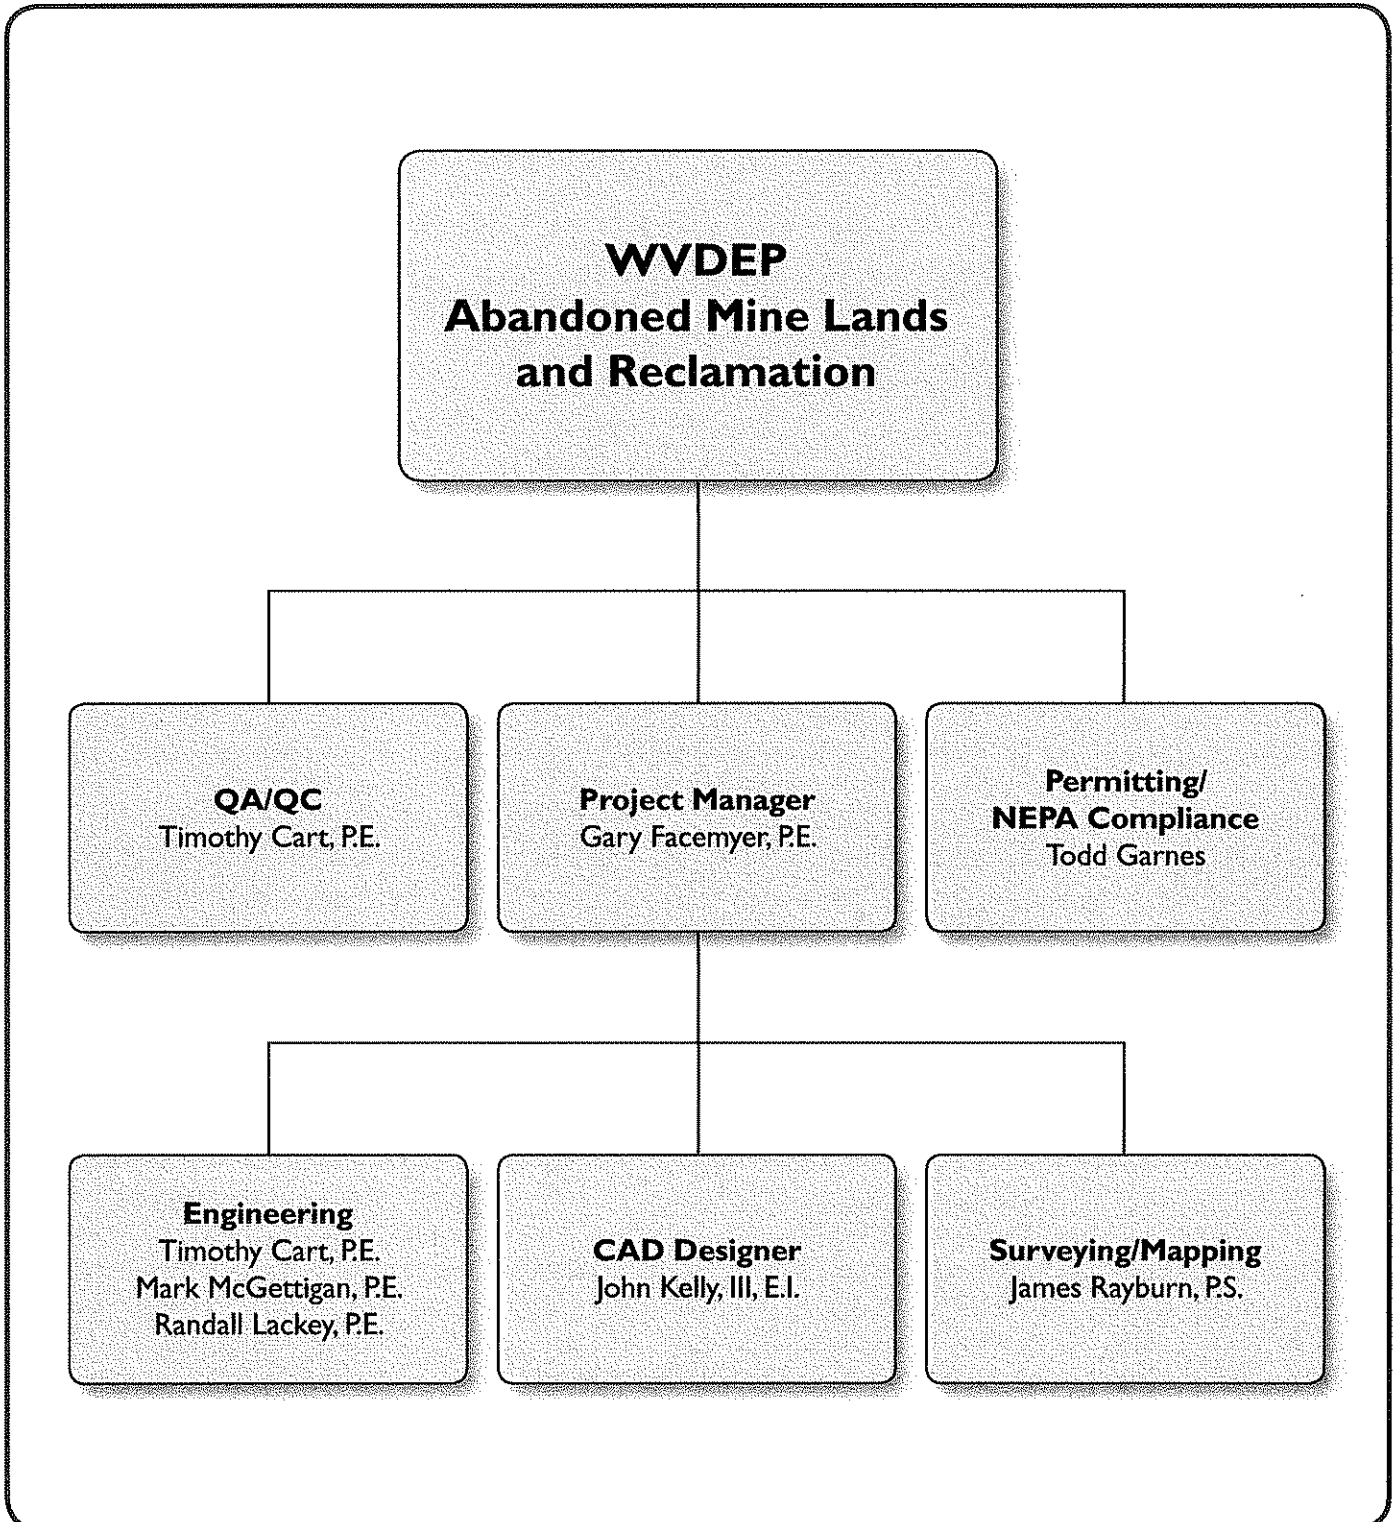 WVDEP
Abandoned Mine Lands
and Reclamation
QA/QC
Timothy Cart, P.E.
Project Manager
Gary Facemyer, P.E.
Permitting/
NEPA Compliance
Todd Garnes
Engineering
Timothy Cart, P.E.
Mark McGettigan, P.E.
Randall Lackey, P.E.
CAD Designer
John Kelly, III, E.I.
Surveying/Mapping
James Rayburn, P.S.